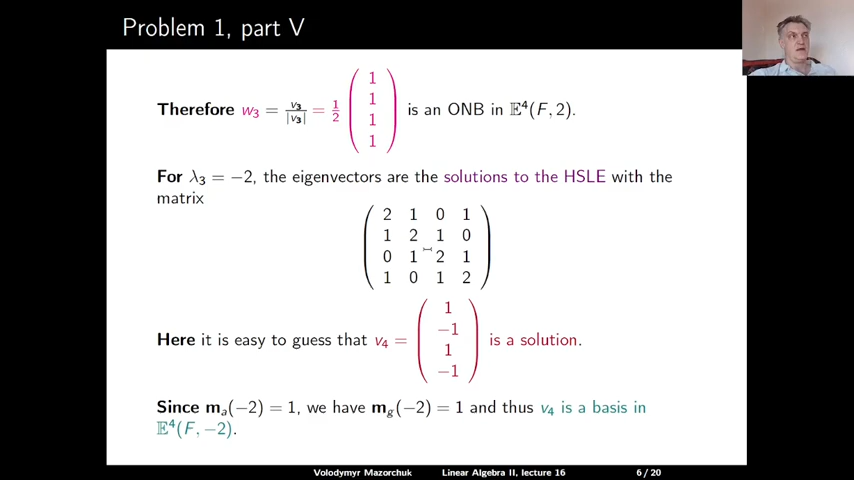 Problem 1, part V
Therefore w₃ = v₃/|v₃| = 1/2 (1 1 1 1) is an ONB in 𝔼⁴(F, 2).
For λ₃ = −2, the eigenvectors are the solutions to the HSLE with the
matrix
2 1 0 1
1 2 1 0
0 1 2 1
1 0 1 2
Here it is easy to guess that v₄ = (1 −1 1 −1) is a solution.
Since mₐ(−2) = 1, we have m_g(−2) = 1 and thus v₄ is a basis in
𝔼⁴(F, −2).
Volodymyr Mazorchuk Linear Algebra II, lecture 16 6 / 20